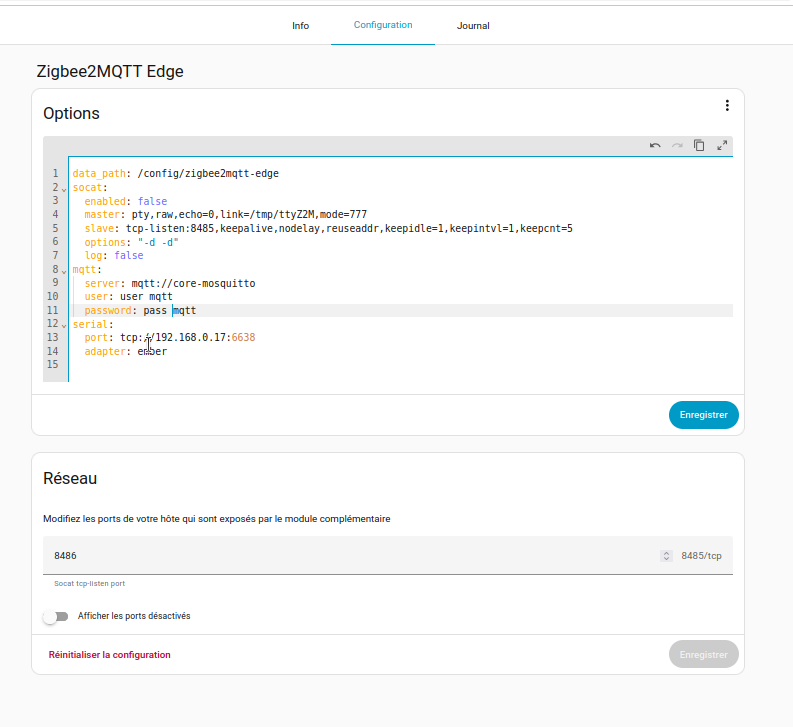 Info Configuration Journal
Zigbee2MQTT Edge
Options
1 data_path: /config/zigbee2mqtt-edge
2 socat:
3 enabled: false
4 master: pty,raw,echo=0,link=/tmp/ttyZ2M,mode=777
5 slave: tcp-listen:8485,keepalive,nodelay,reuseaddr,keepidle=1,keepintvl=1,keepcnt=5
6 options: "-d -d"
7 log: false
8 mqtt:
9 server: mqtt://core-mosquitto
10 user: user mqtt
11 password: pass mqtt
12 serial:
13 port: tcp://192.168.0.17:6638
14 adapter: ember
15
Enregistrer
Réseau
Modifiez les ports de votre hôte qui sont exposés par le module complémentaire
8486 8485/tcp
Socat tcp-listen port
Afficher les ports désactivés
Réinitialiser la configuration Enregistrer